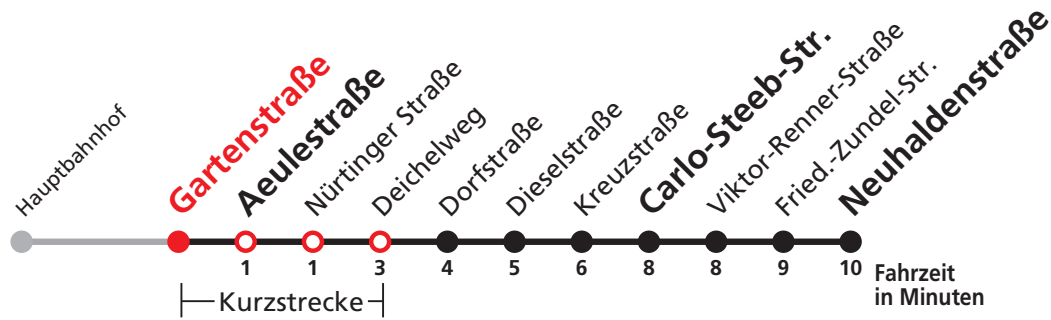 Hauptbahnhof
Gartenstraße
Aeulestraße
Nürtinger Straße
Deichelweg
Dorfstraße
Dieselstraße
Kreuzstraße
Carlo-Steeb-Str.
Viktor-Renner-Straße
Fried.-Zundel-Str.
Neuhaldenstraße
1 1 3 4 5 6 8 8 9 10 Fahrzeit
in Minuten
Kurzstrecke